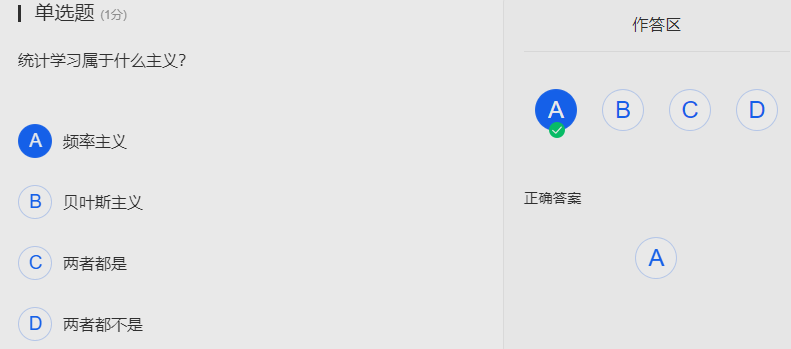 单选题 (1分)
统计学习属于什么主义？
A 频率主义
B 贝叶斯主义
C 两者都是
D 两者都不是
作答区
A B C D
正确答案
A